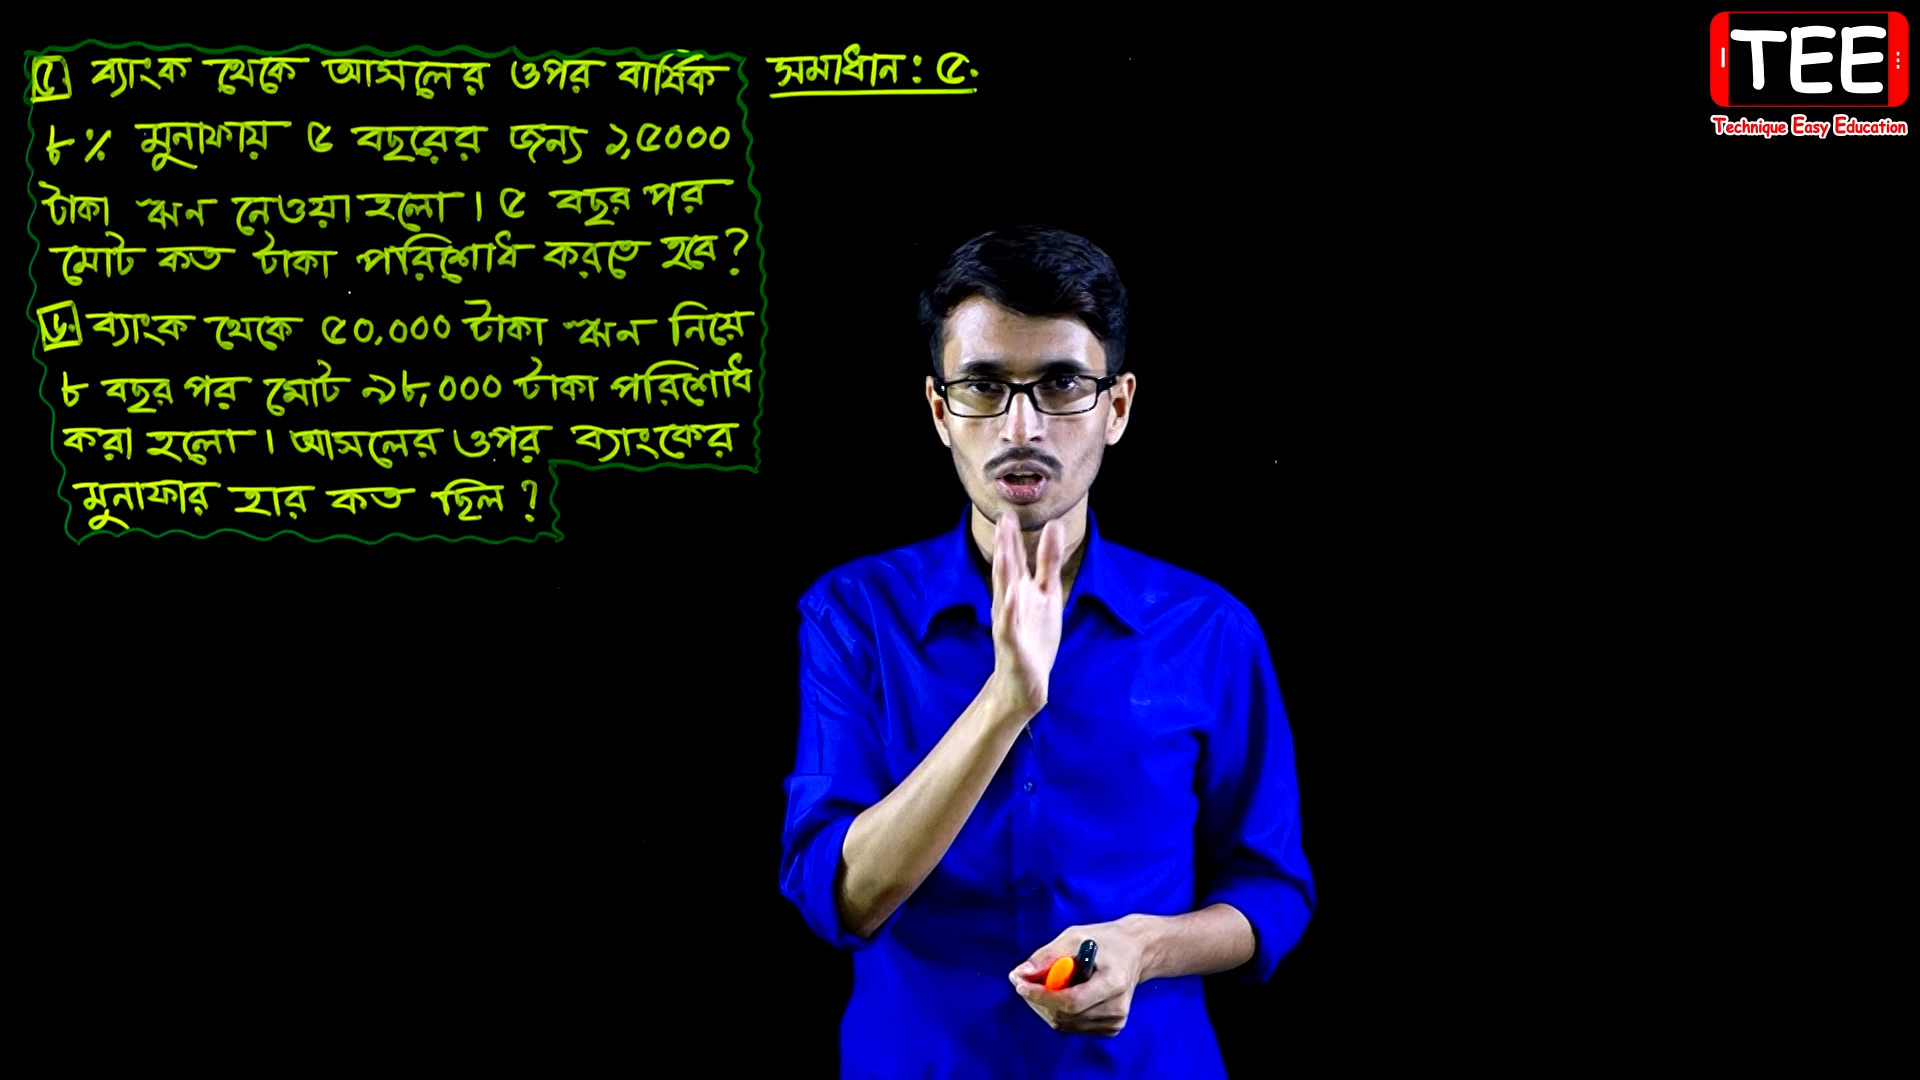 ৫. ব্যাংক থেকে আসলের ওপর বার্ষিক
৮% মুনাফায় ৫ বছরের জন্য ১,৫০০০
টাকা ঋন নেওয়া হলো। ৫ বছর পর
মোট কত টাকা পরিশোধ করতে হবে?
৬. ব্যাংক থেকে ৫০,০০০ টাকা ঋন নিয়ে
৮ বছর পর মোট ৯৮,০০০ টাকা পরিশোধ
করা হলো। আসলের ওপর ব্যাংকের
মুনাফার হার কত ছিল?
সমাধান: ৫.
TEE
Technique Easy Education